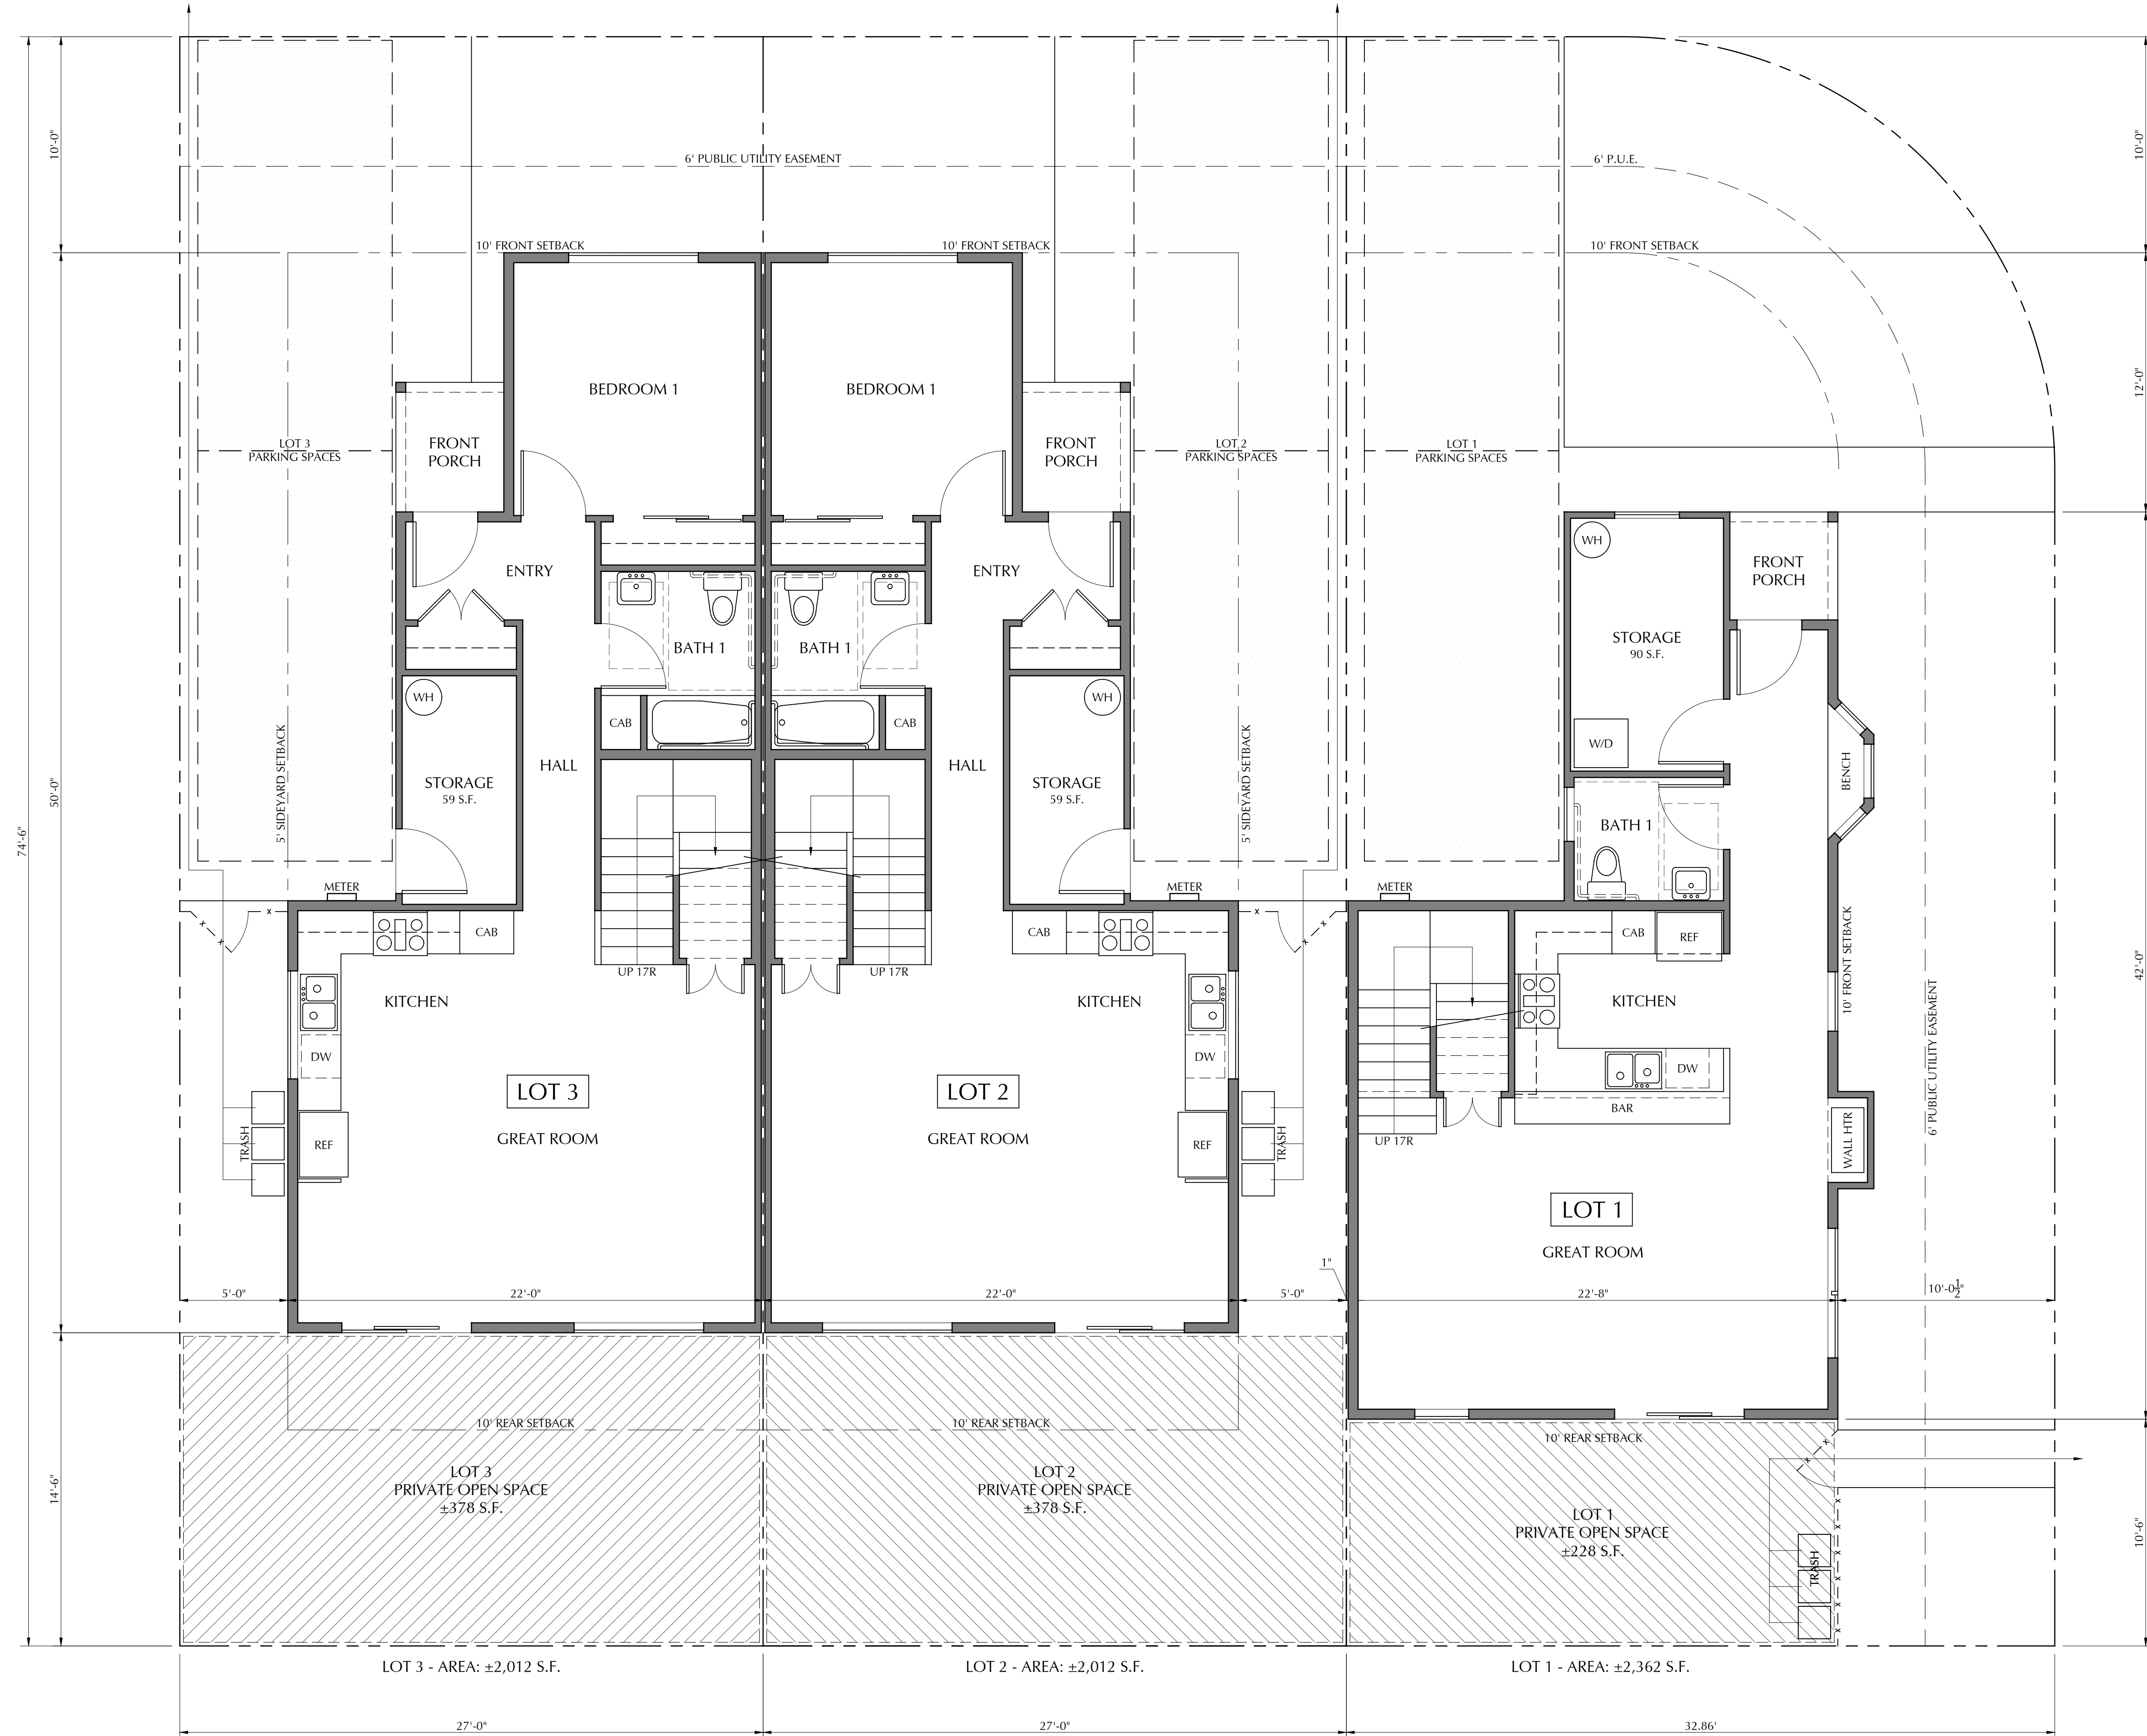 10'-0"
10'-0"
6' PUBLIC UTILITY EASEMENT
6' P.U.E.
10' FRONT SETBACK
10' FRONT SETBACK
10' FRONT SETBACK
BEDROOM 1
BEDROOM 1
12'-0"
LOT 3
PARKING SPACES
FRONT
PORCH
FRONT
PORCH
LOT 2
PARKING SPACES
LOT 1
PARKING SPACES
WH
FRONT
PORCH
ENTRY
ENTRY
STORAGE
90 S.F.
BATH 1
BATH 1
WH
WH
CAB
CAB
W/D
BENCH
HALL
HALL
5' SIDEYARD SETBACK
STORAGE
59 S.F.
STORAGE
59 S.F.
5' SIDEYARD SETBACK
50'-0"
74'-6"
BATH 1
METER
METER
METER
CAB
CAB
CAB
REF
10' FRONT SETBACK
42'-0"
UP 17R
UP 17R
KITCHEN
KITCHEN
KITCHEN
6' PUBLIC UTILITY EASEMENT
DW
DW
DW
LOT 3
LOT 2
BAR
GREAT ROOM
GREAT ROOM
UP 17R
WALL HTR
TRASH
REF
REF
TRASH
LOT 1
GREAT ROOM
1"
5'-0"
22'-0"
22'-0"
5'-0"
22'-8"
10'-0 1/2"
10' REAR SETBACK
10' REAR SETBACK
10' REAR SETBACK
14'-6"
LOT 3
PRIVATE OPEN SPACE
±378 S.F.
LOT 2
PRIVATE OPEN SPACE
±378 S.F.
LOT 1
PRIVATE OPEN SPACE
±228 S.F.
TRASH
10'-6"
LOT 3 - AREA: ±2,012 S.F.
LOT 2 - AREA: ±2,012 S.F.
LOT 1 - AREA: ±2,362 S.F.
27'-0"
27'-0"
32.86'